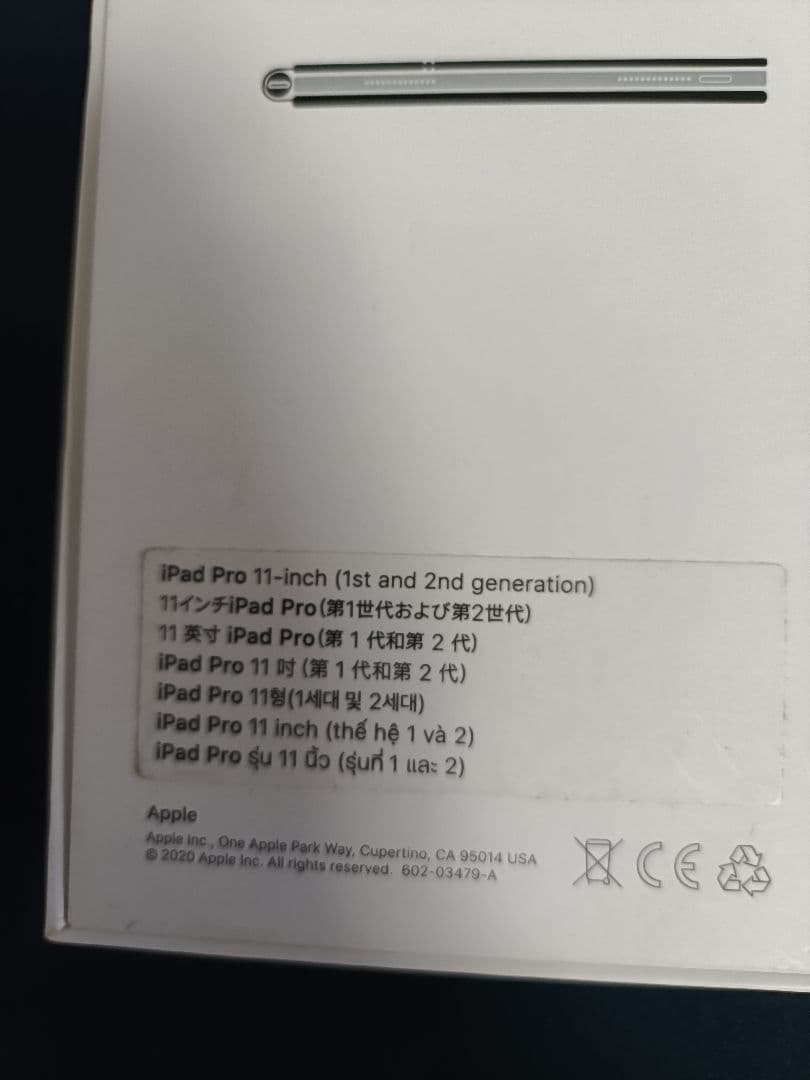 iPad Pro 11-inch (1st and 2nd generation)
11インチiPad Pro(第1世代および第2世代)
11 英寸 iPad Pro(第 1 代和第 2 代)
iPad Pro 11 吋 (第 1 代和第 2 代)
iPad Pro 11형(1세대 및 2세대)
iPad Pro 11 inch (thế hệ 1 và 2)
iPad Pro รุ่น 11 นิ้ว (รุ่นที่ 1 และ 2)
Apple
Apple Inc., One Apple Park Way, Cupertino, CA 95014 USA
© 2020 Apple Inc. All rights reserved. 602-03479-A
CE